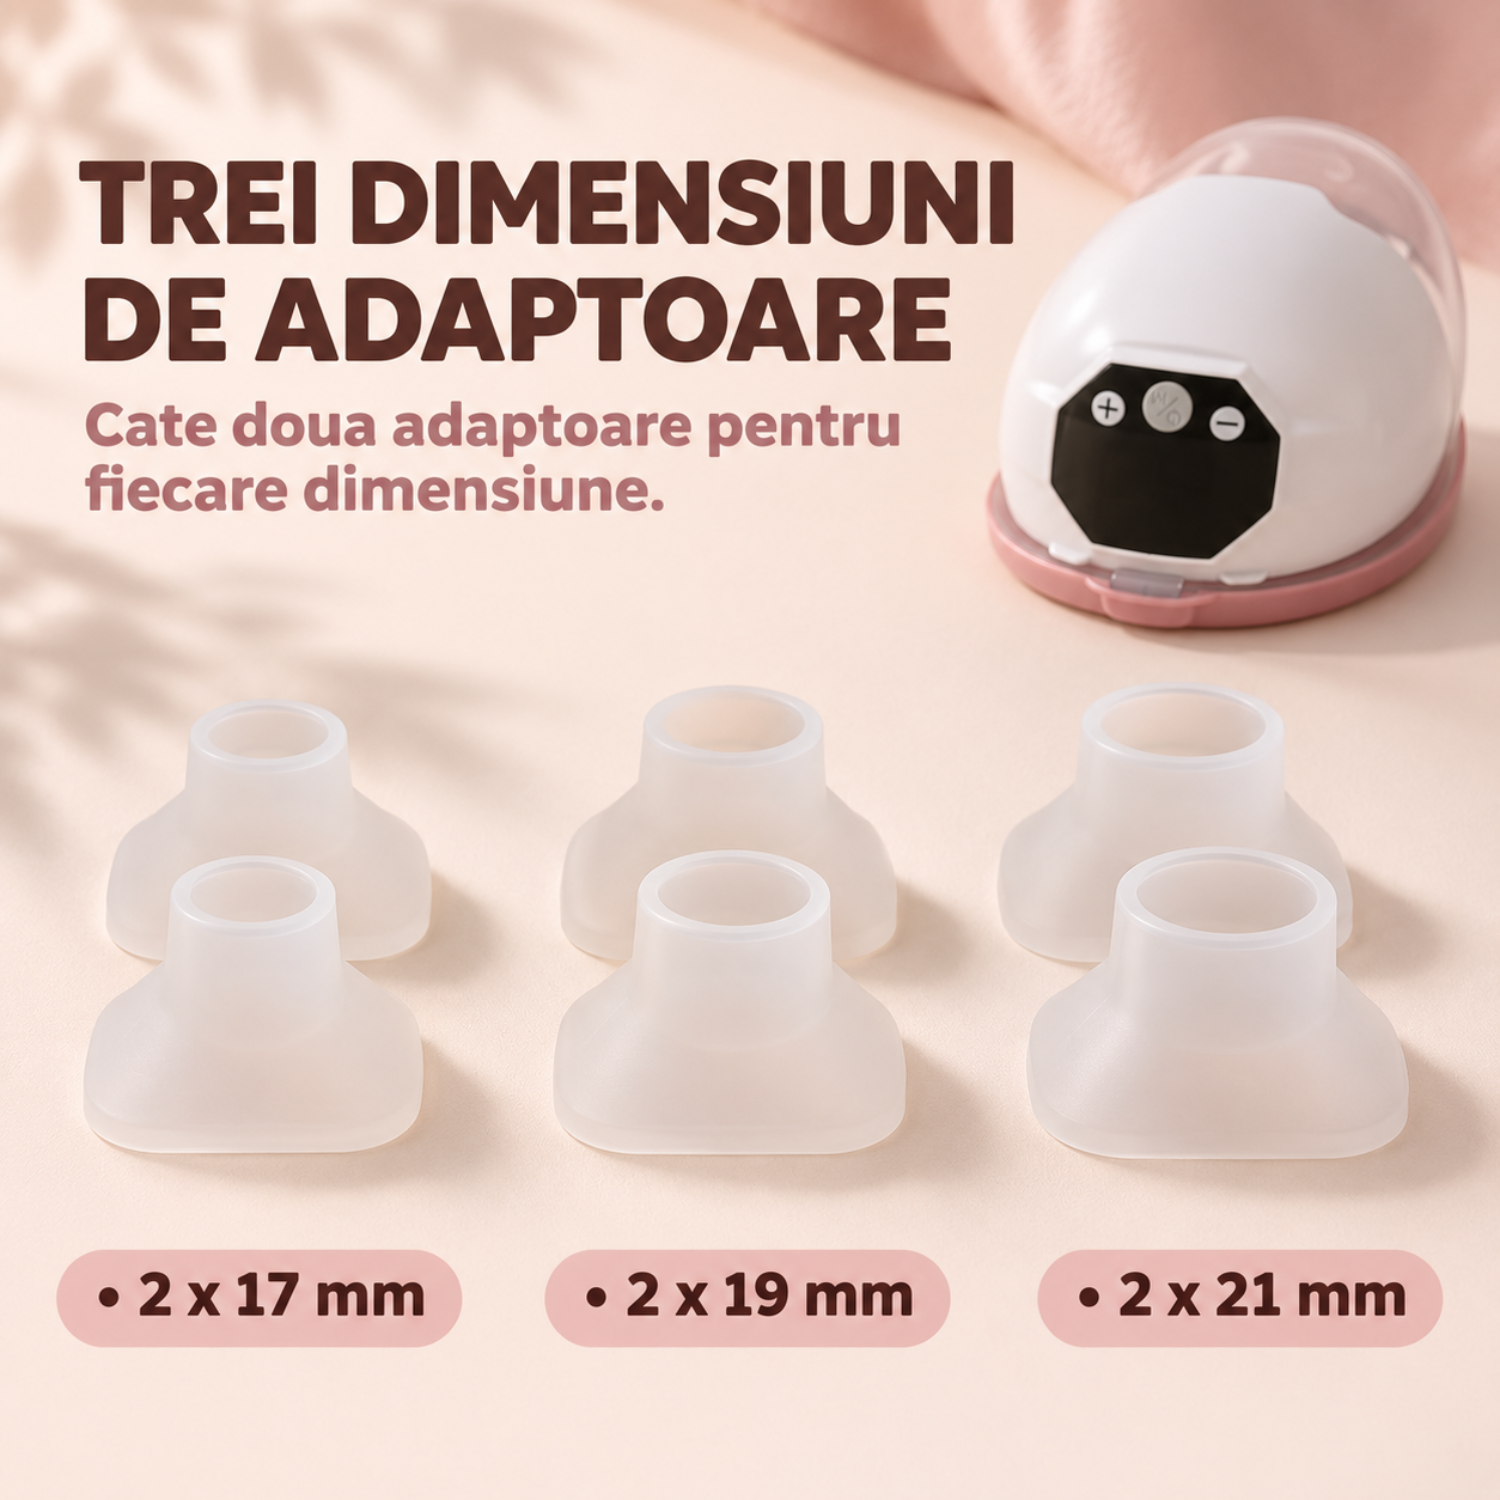 TREI DIMENSIUNI
DE ADAPTOARE
Cate doua adaptoare pentru
fiecare dimensiune.
+ M/G −
• 2 x 17 mm
• 2 x 19 mm
• 2 x 21 mm